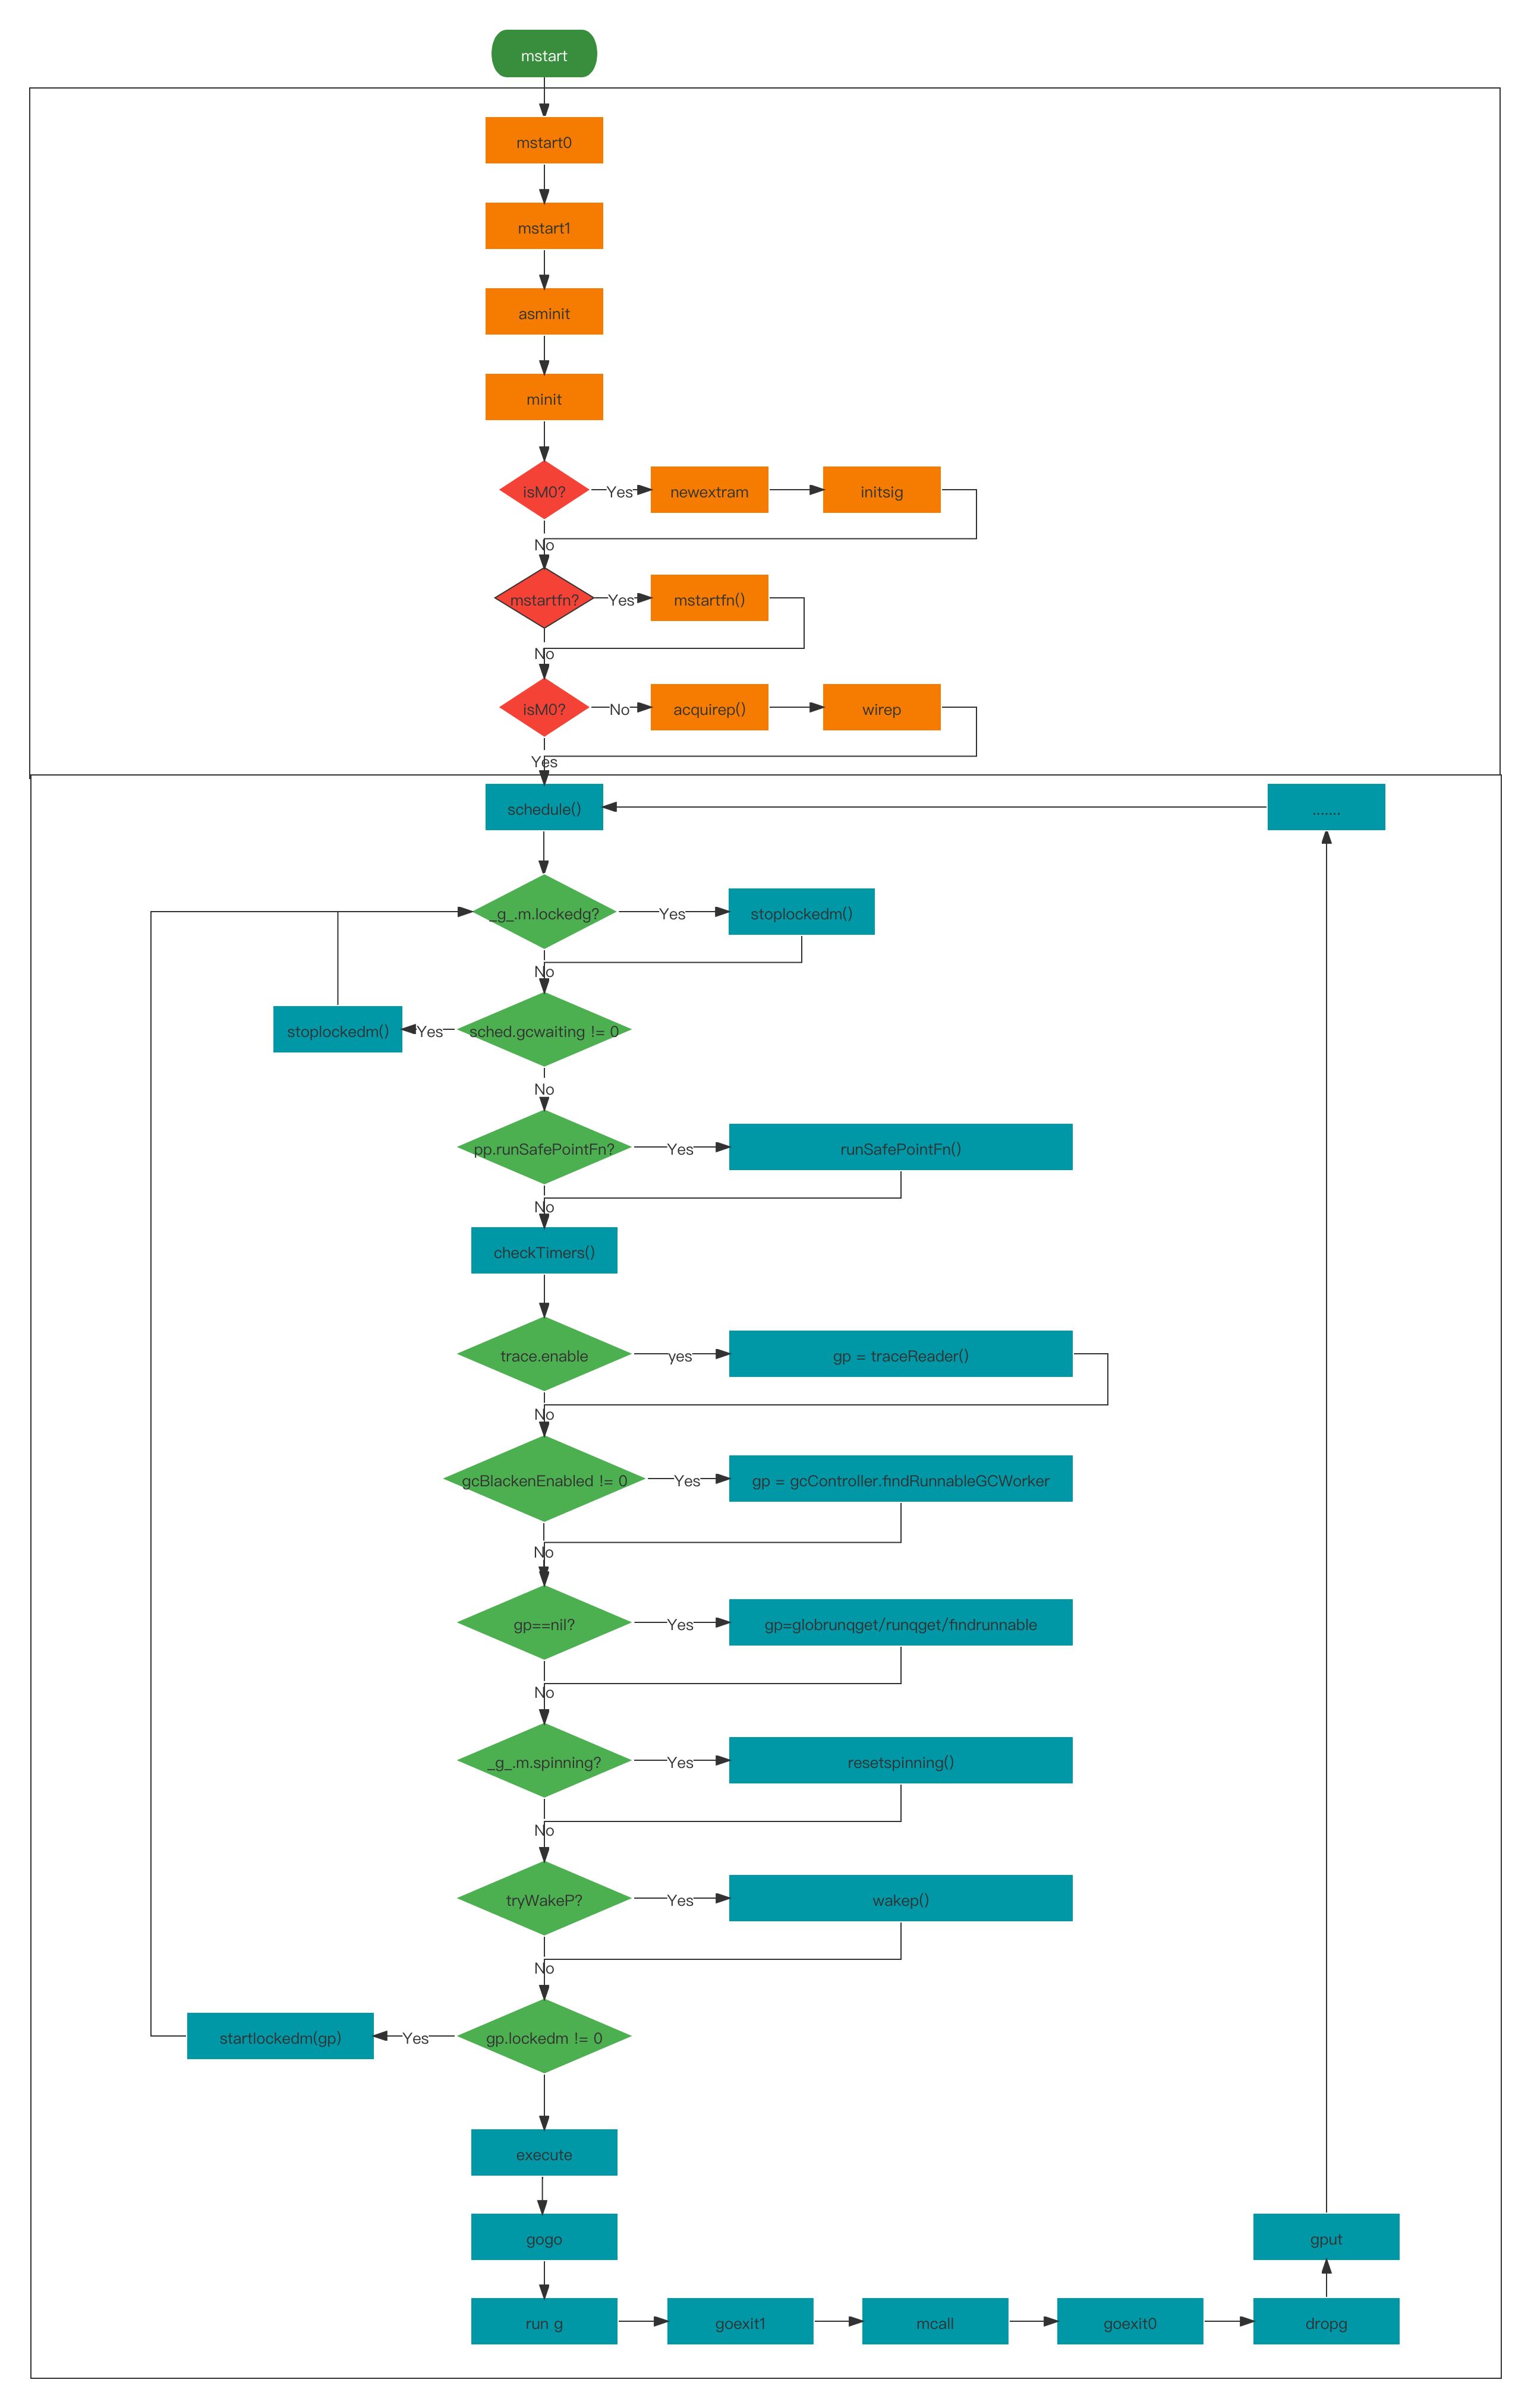 mstart
mstart0
mstart1
asminit
minit
isM0?
Yes
newextram
initsig
No
mstartfn?
Yes
mstartfn()
No
isM0?
No
acquirep()
wirep
Yes
schedule()
.......
_g_.m.lockedg?
Yes
stoplockedm()
No
stoplockedm()
Yes
sched.gcwaiting != 0
No
pp.runSafePointFn?
Yes
runSafePointFn()
No
checkTimers()
trace.enable
yes
gp = traceReader()
No
gcBlackenEnabled != 0
Yes
gp = gcController.findRunnableGCWorker
No
gp==nil?
Yes
gp=globrunqget/runqget/findrunnable
No
_g_.m.spinning?
Yes
resetspinning()
No
tryWakeP?
Yes
wakep()
No
startlockedm(gp)
Yes
gp.lockedm != 0
execute
gogo
gput
run g
goexit1
mcall
goexit0
dropg